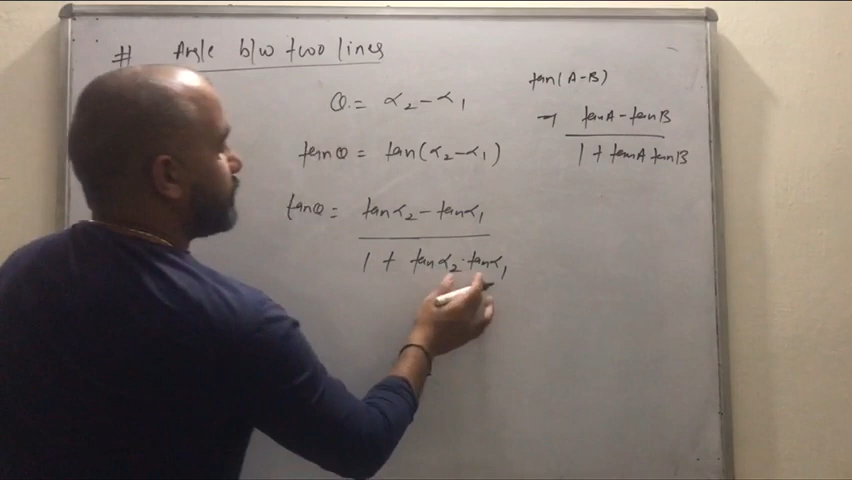 # Angle b/w two lines
θ = α₂ - α₁
tanθ = tan(α₂ - α₁)
tanθ = tanα₂ - tanα₁
1 + tanα₂ · tanα₁
tan(A-B)
→ tanA - tanB
1 + tanA tanB